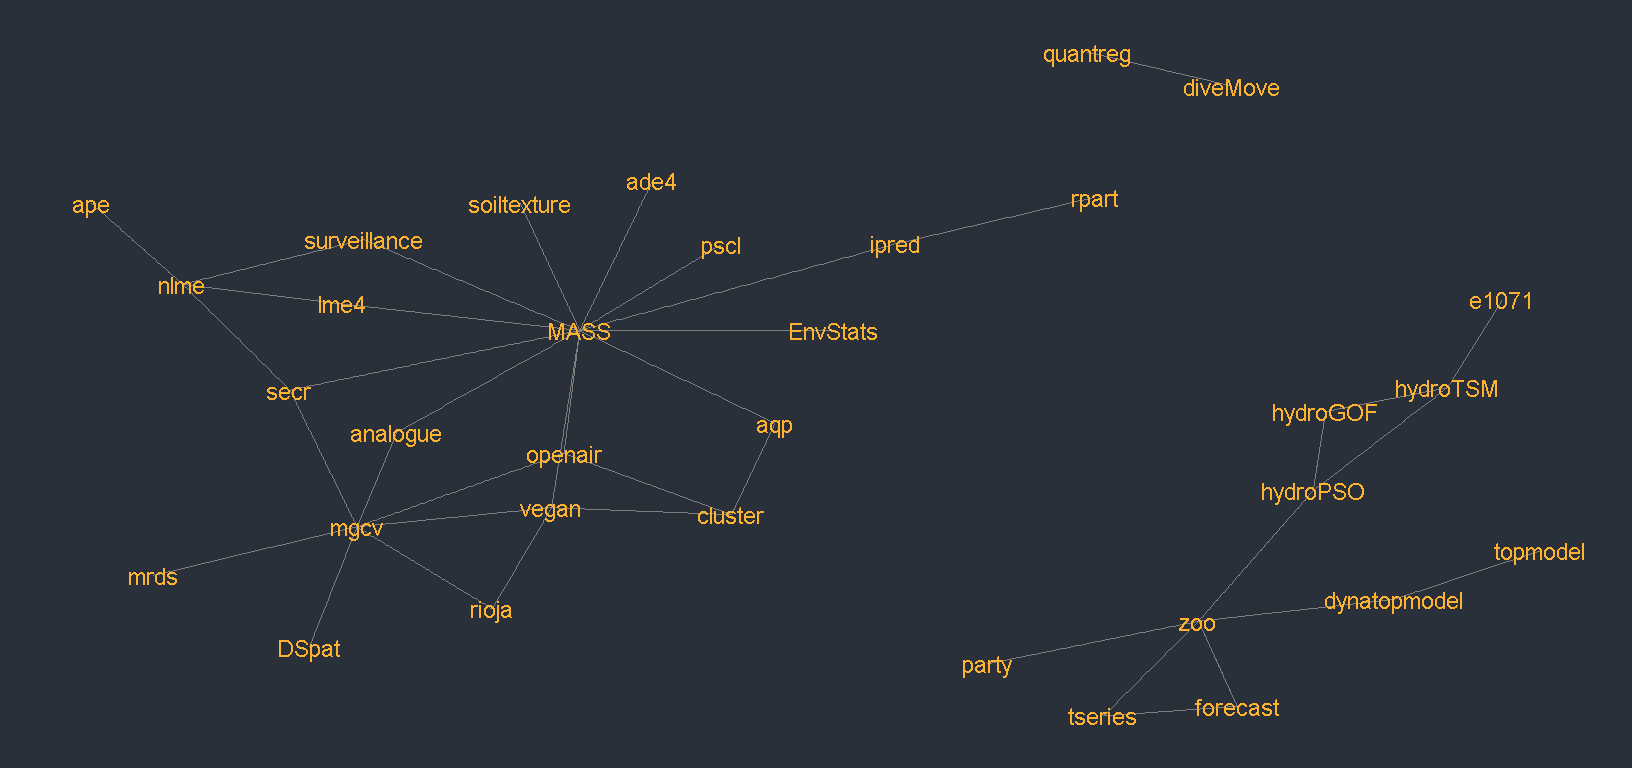 quantreg
diveMove
ade4
rpart
ape
soiltexture
surveillance
pscl
ipred
nlme
lme4
e1071
MASS
EnvStats
hydroTSM
secr
hydroGOF
aqp
analogue
openair
hydroPSO
vegan
cluster
mgcv
topmodel
mrds
dynatopmodel
rioja
zoo
DSpat
party
forecast
tseries